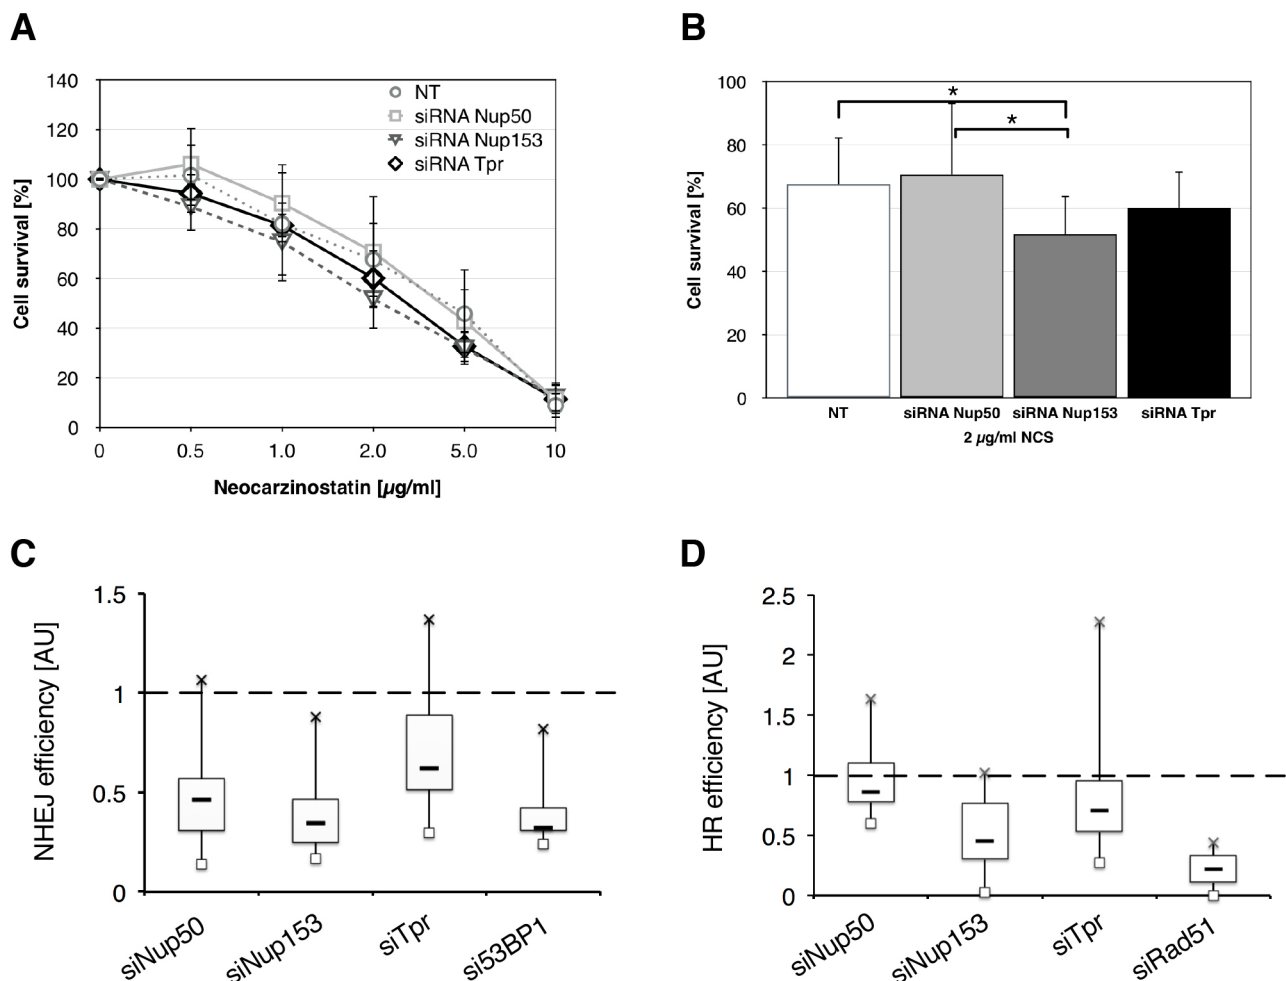 A
140
120
100
80
60
40
20
0
Cell survival [%]
NT
siRNA Nup50
siRNA Nup153
siRNA Tpr
0 0.5 1.0 2.0 5.0 10
Neocarzinostatin [µg/ml]
B
100
80
60
40
20
0
Cell survival [%]
*
*
NT siRNA Nup50 siRNA Nup153 siRNA Tpr
2 µg/ml NCS
C
1.5
1
0.5
0
NHEJ efficiency [AU]
siNup50 siNup153 siTpr si53BP1
D
2.5
2
1.5
1
0.5
0
HR efficiency [AU]
siNup50 siNup153 siTpr siRad51